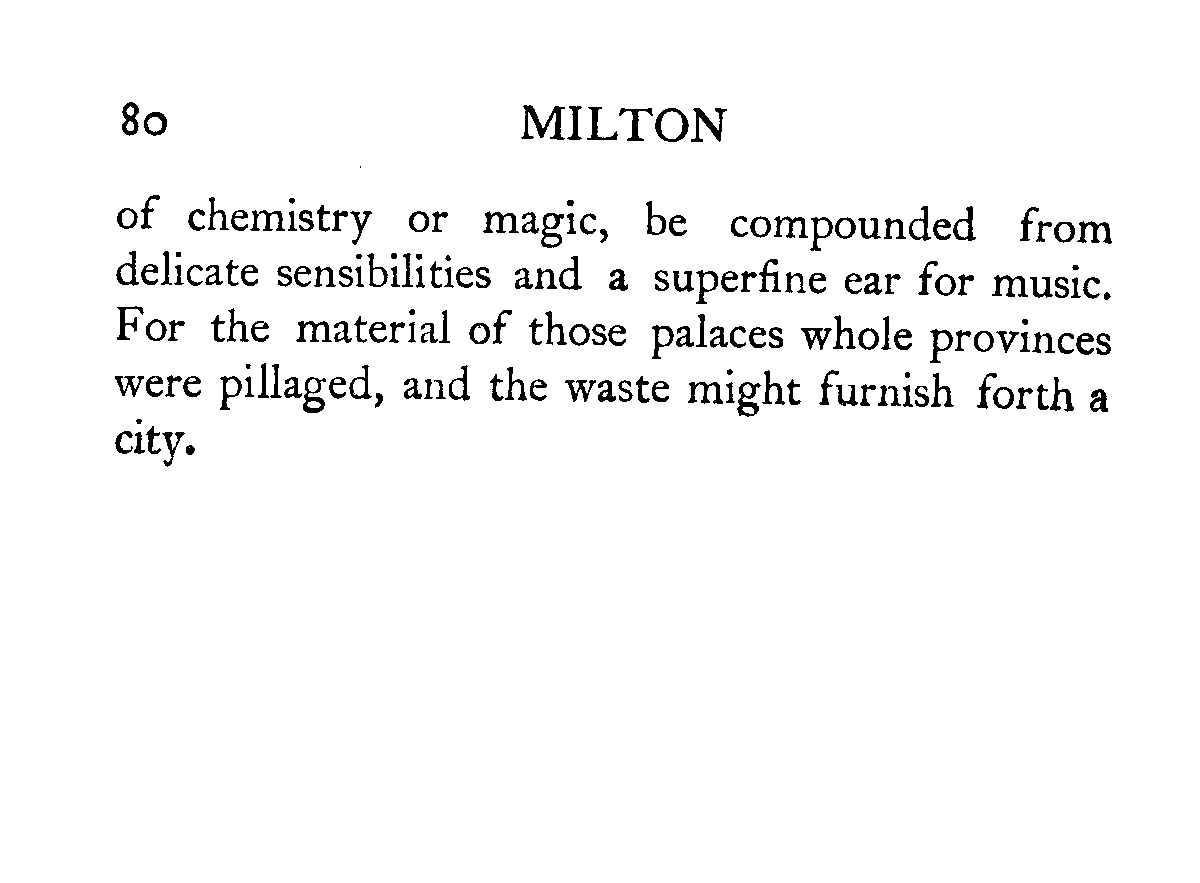 80 MILTON
of chemistry or magic, be compounded from
delicate sensibilities and a superfine ear for music.
For the material of those palaces whole provinces
were pillaged, and the waste might furnish forth a
city.